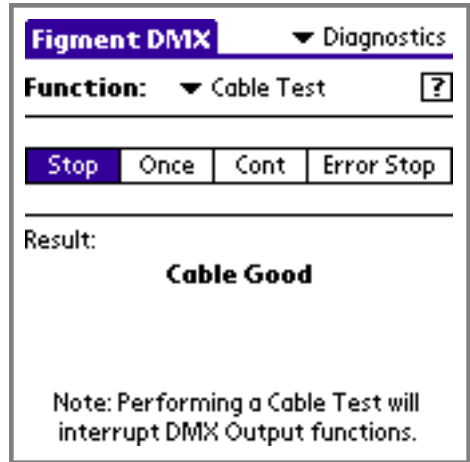 Figment DMX ▼ Diagnostics
Function: ▼ Cable Test ?
Stop Once Cont Error Stop
Result:
Cable Good
Note: Performing a Cable Test will
interrupt DMX Output functions.